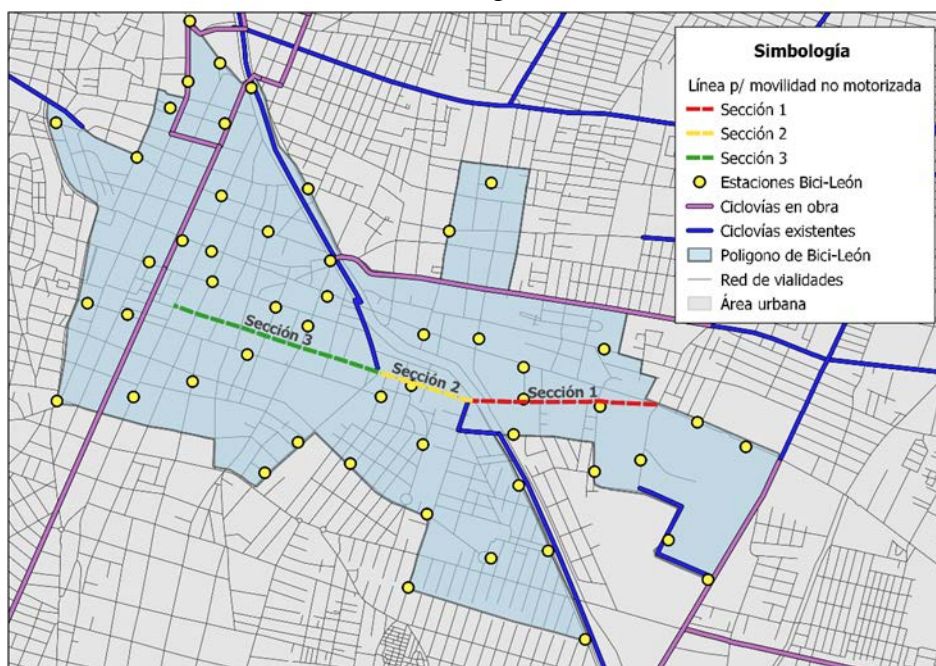 Simbología
Línea p/ movilidad no motorizada
Sección 1
Sección 2
Sección 3
Estaciones Bici-León
Ciclovías en obra
Ciclovías existentes
Poligono de Bici-León
Red de vialidades
Área urbana
Sección 3
Sección 2
Sección 1